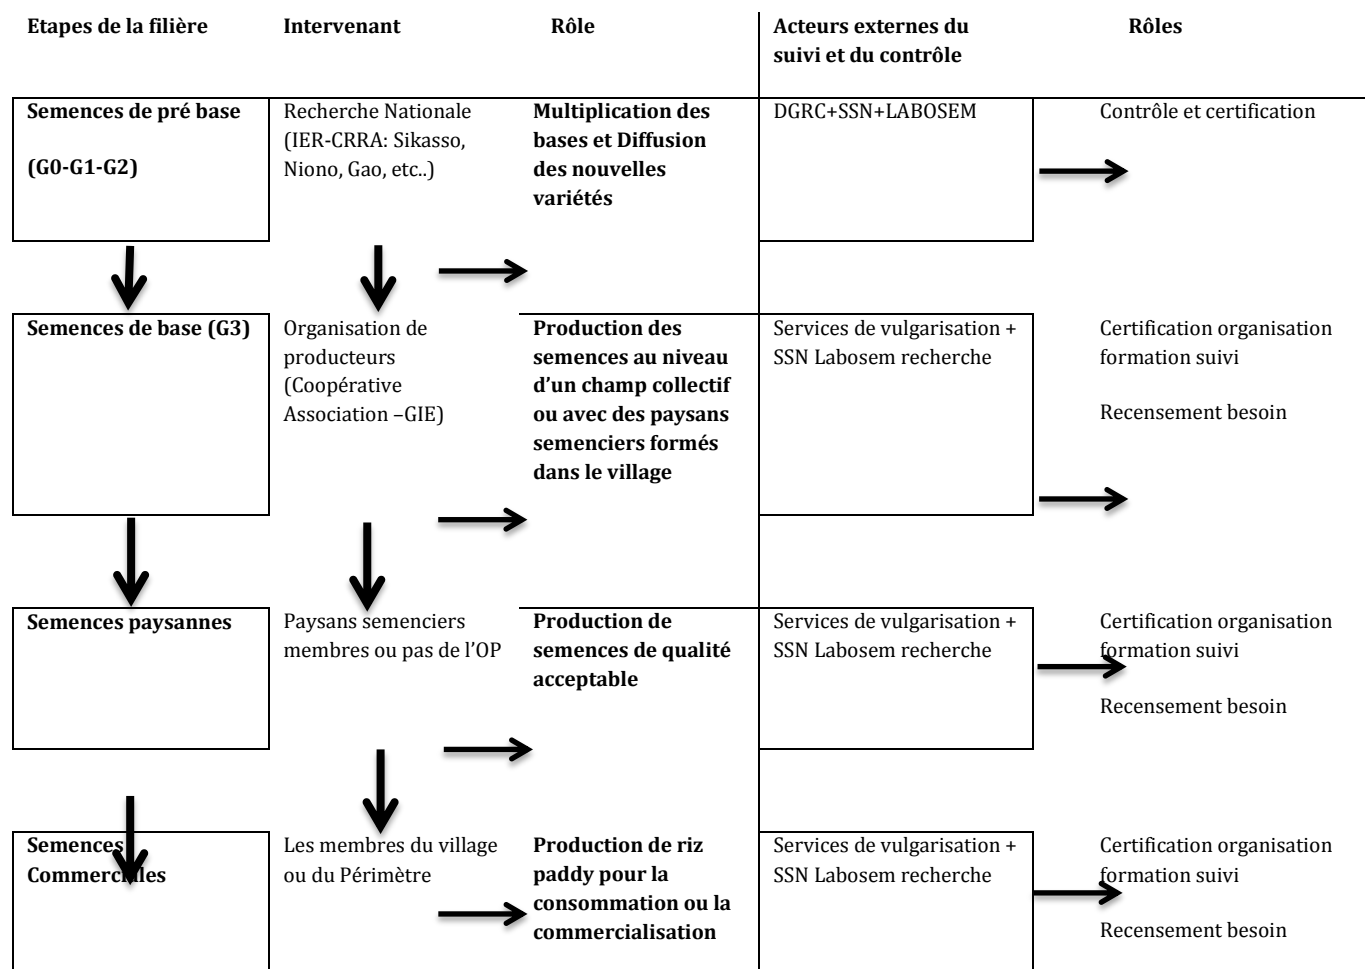 Etapes de la filière
Intervenant
Rôle
Acteurs externes du
suivi et du contrôle
Rôles
Semences de pré base
(G0-G1-G2)
Recherche Nationale
(IER-CRRA: Sikasso,
Niono, Gao, etc..)
Multiplication des
bases et Diffusion
des nouvelles
variétés
DGRC+SSN+LABOSEM
Contrôle et certification
Semences de base (G3)
Organisation de
producteurs
(Coopérative
Association –GIE)
Production des
semences au niveau
d’un champ collectif
ou avec des paysans
semenciers formés
dans le village
Services de vulgarisation +
SSN Labosem recherche
Certification organisation
formation suivi
Recensement besoin
Semences paysannes
Paysans semenciers
membres ou pas de l’OP
Production de
semences de qualité
acceptable
Services de vulgarisation +
SSN Labosem recherche
Certification organisation
formation suivi
Recensement besoin
Semences
Commerciales
Les membres du village
ou du Périmètre
Production de riz
paddy pour la
consommation ou la
commercialisation
Services de vulgarisation +
SSN Labosem recherche
Certification organisation
formation suivi
Recensement besoin